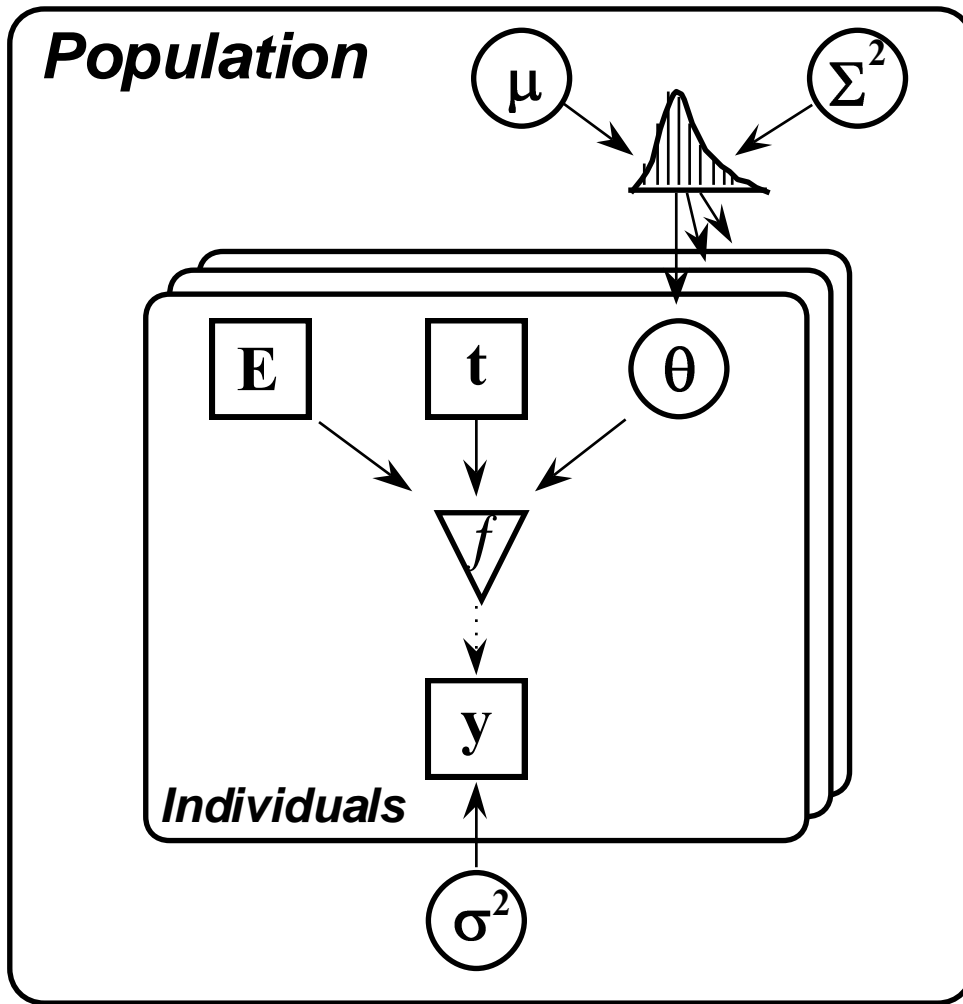 Population
μ
Σ²
E
t
θ
f
y
Individuals
σ²